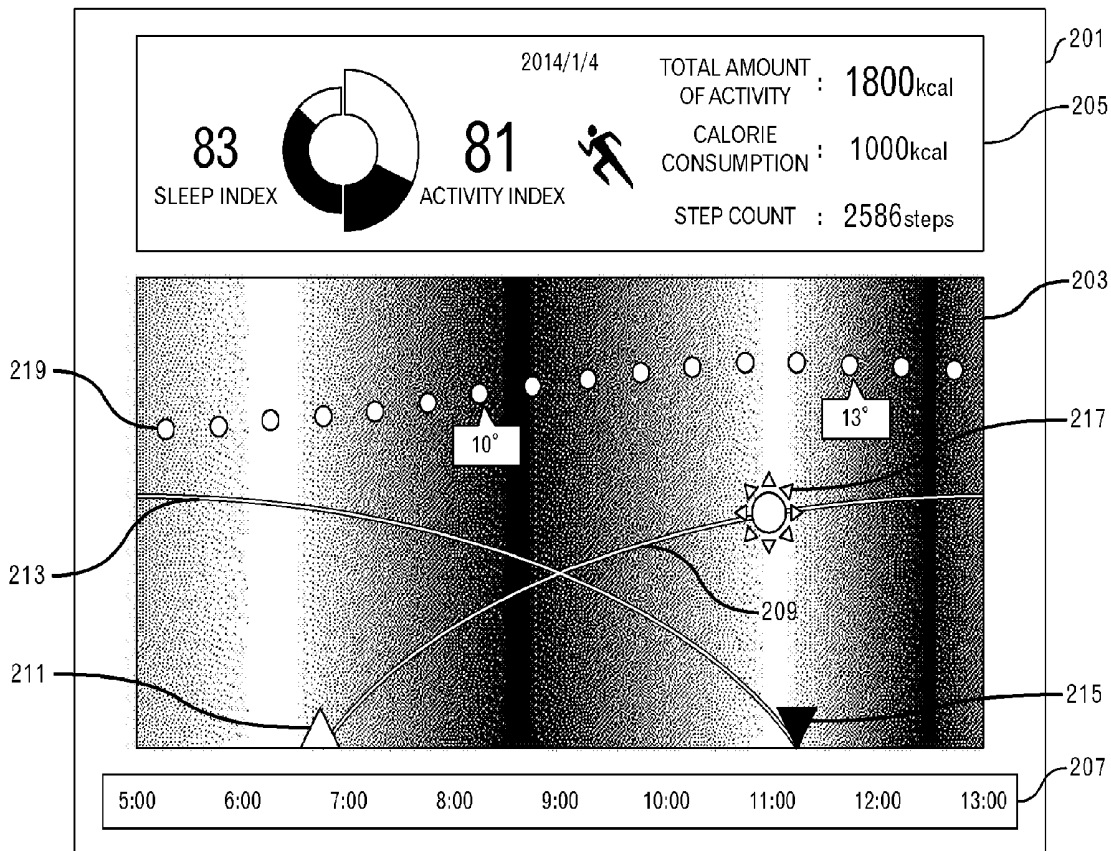 201
2014/1/4
TOTAL AMOUNT
OF ACTIVITY : 1800kcal
205
83
SLEEP INDEX
81
ACTIVITY INDEX
CALORIE
CONSUMPTION : 1000kcal
STEP COUNT : 2586steps
203
219
10°
13°
217
213
209
211
215
207
5:00 6:00 7:00 8:00 9:00 10:00 11:00 12:00 13:00